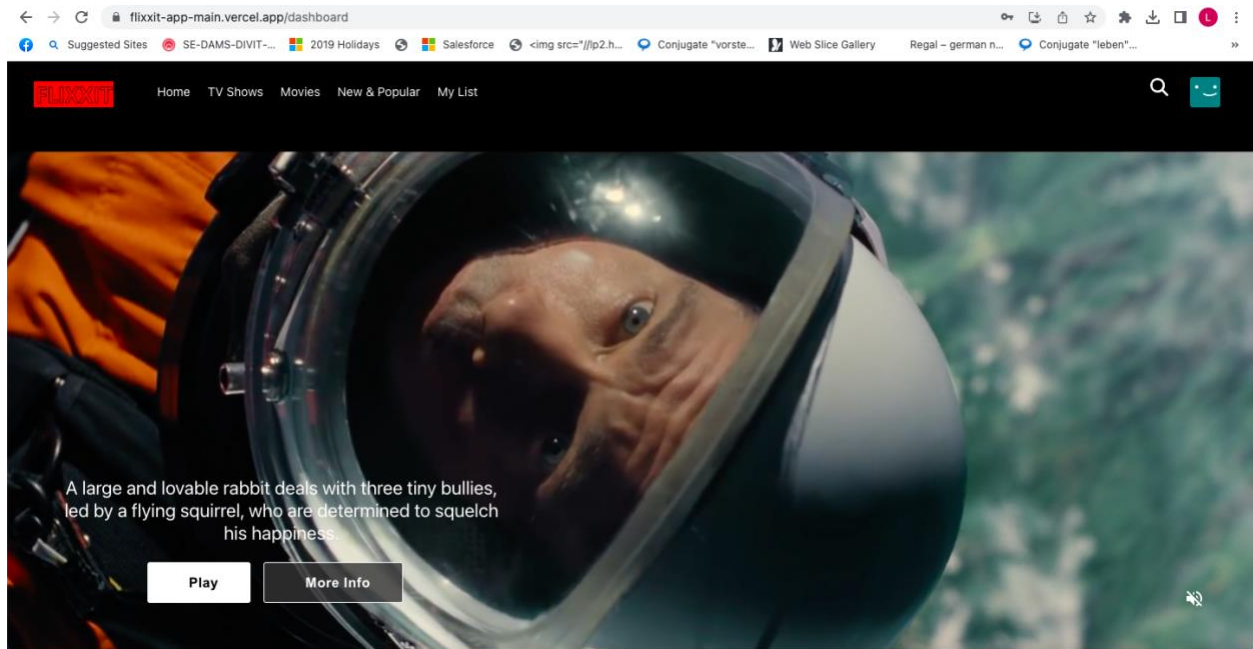 flixxit-app-main.vercel.app/dashboard
Suggested Sites SE-DAMS-DIVIT-... 2019 Holidays Salesforce <img src="//lp2.h... Conjugate "vorste... Web Slice Gallery Regal – german n... Conjugate "leben"... »
FLIXXIT Home TV Shows Movies New & Popular My List
A large and lovable rabbit deals with three tiny bullies,
led by a flying squirrel, who are determined to squelch
his happiness.
Play More Info